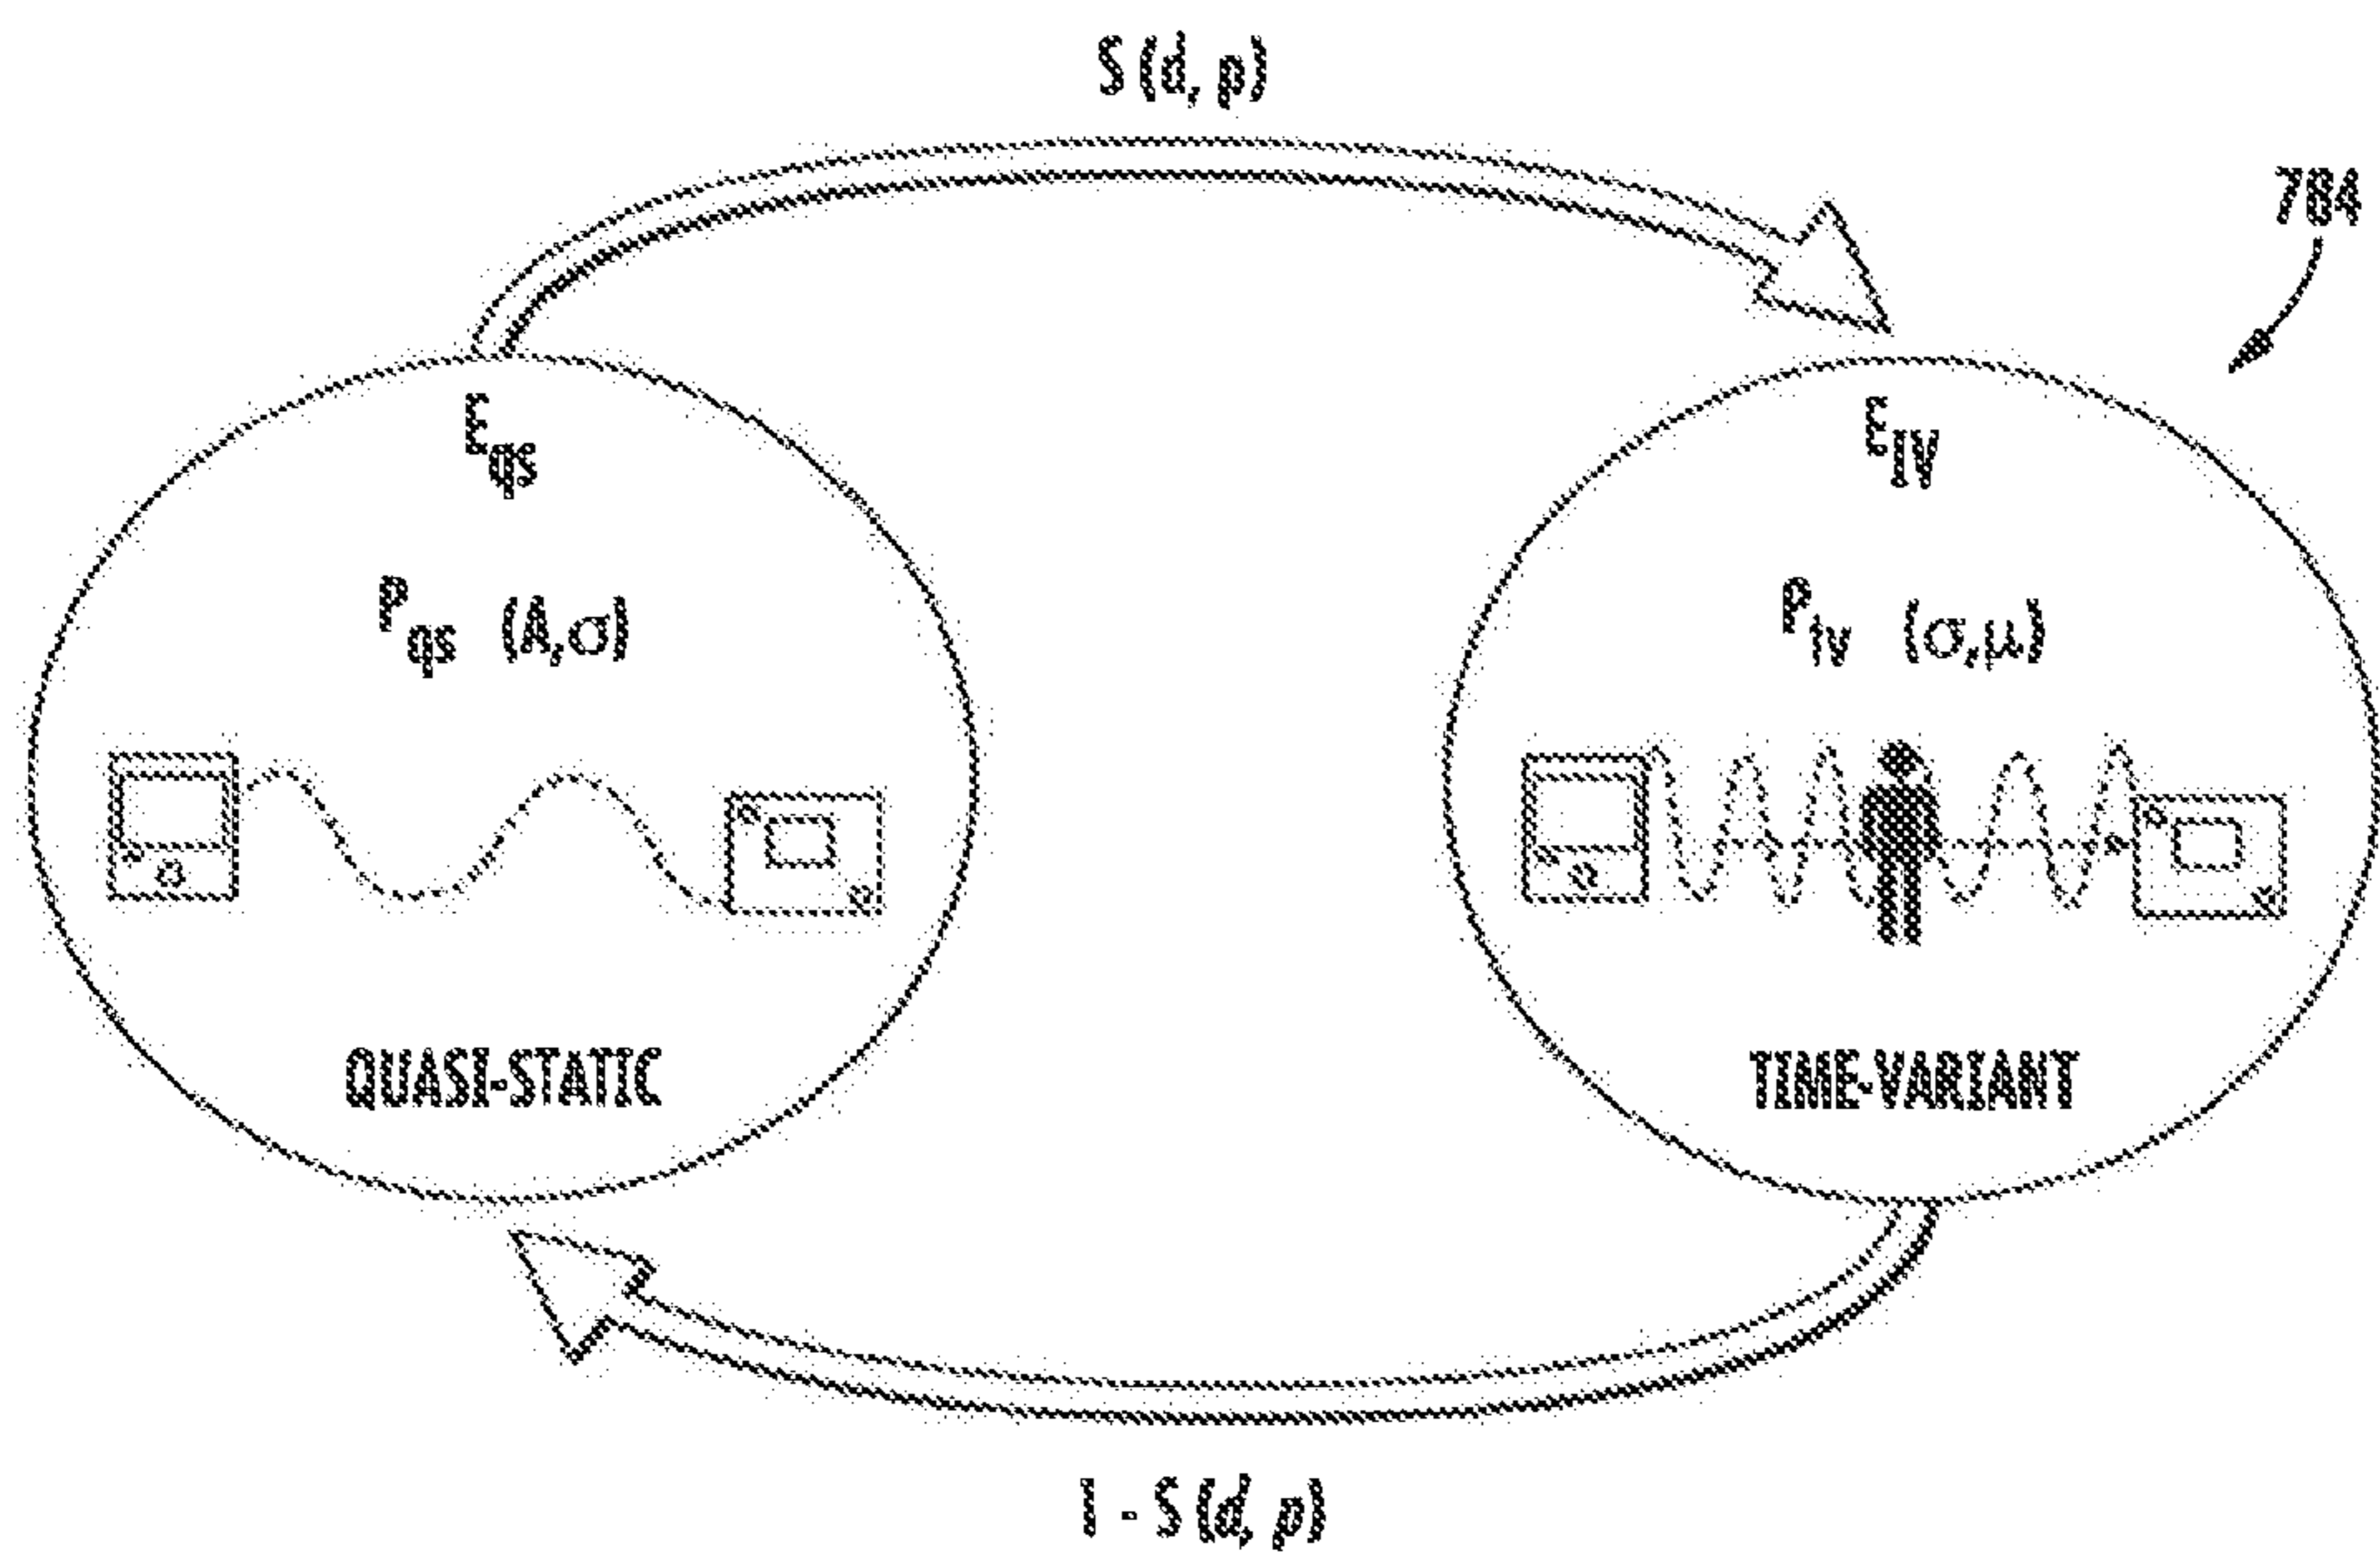 S (d, p)
784
E_qs
E_tv
P_qs (A,σ)
P_tv (σ,μ)
QUASI-STATIC
TIME-VARIANT
1 - S (d, p)